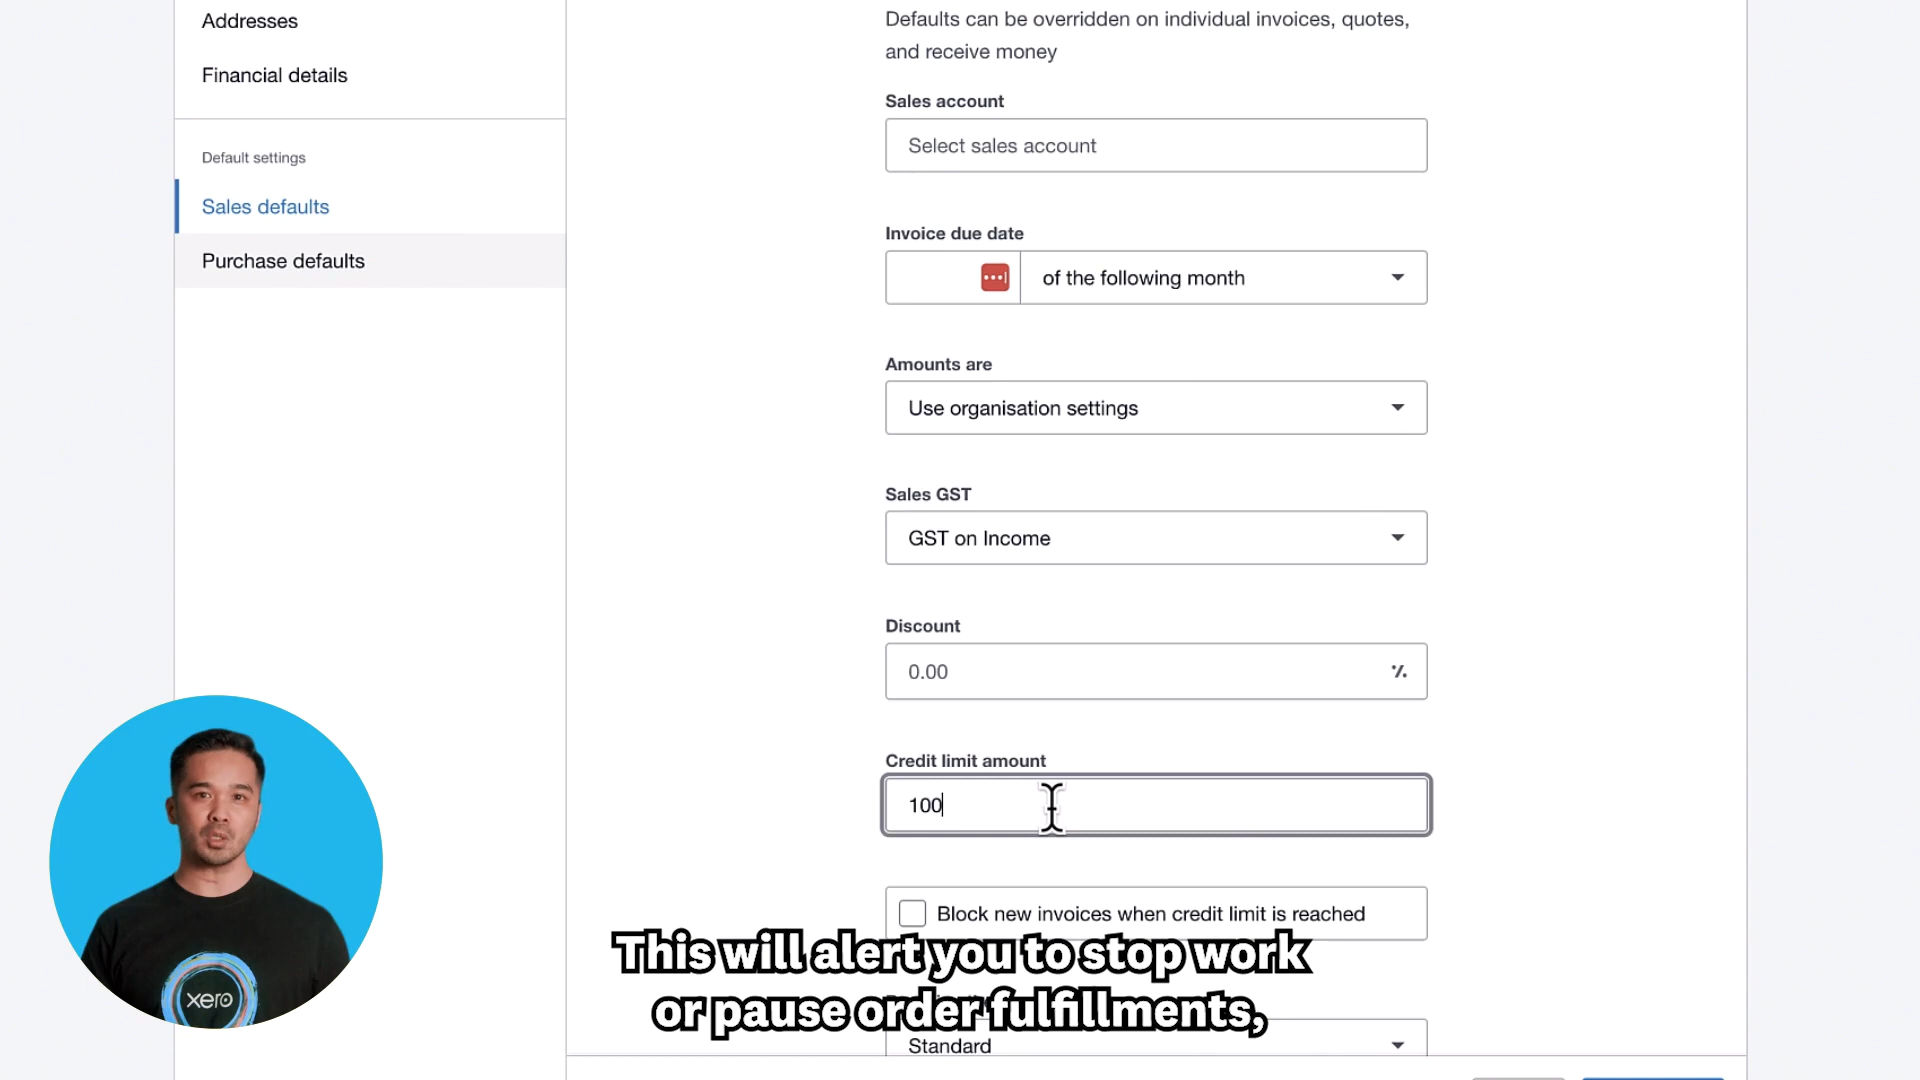 Addresses
Financial details
Default settings
Sales defaults
Purchase defaults
Defaults can be overridden on individual invoices, quotes,
and receive money
Sales account
Select sales account
Invoice due date
of the following month
Amounts are
Use organisation settings
Sales GST
GST on Income
Discount
0.00 %
Credit limit amount
100
Block new invoices when credit limit is reached
Standard
This will alert you to stop work
or pause order fulfillments,
xero